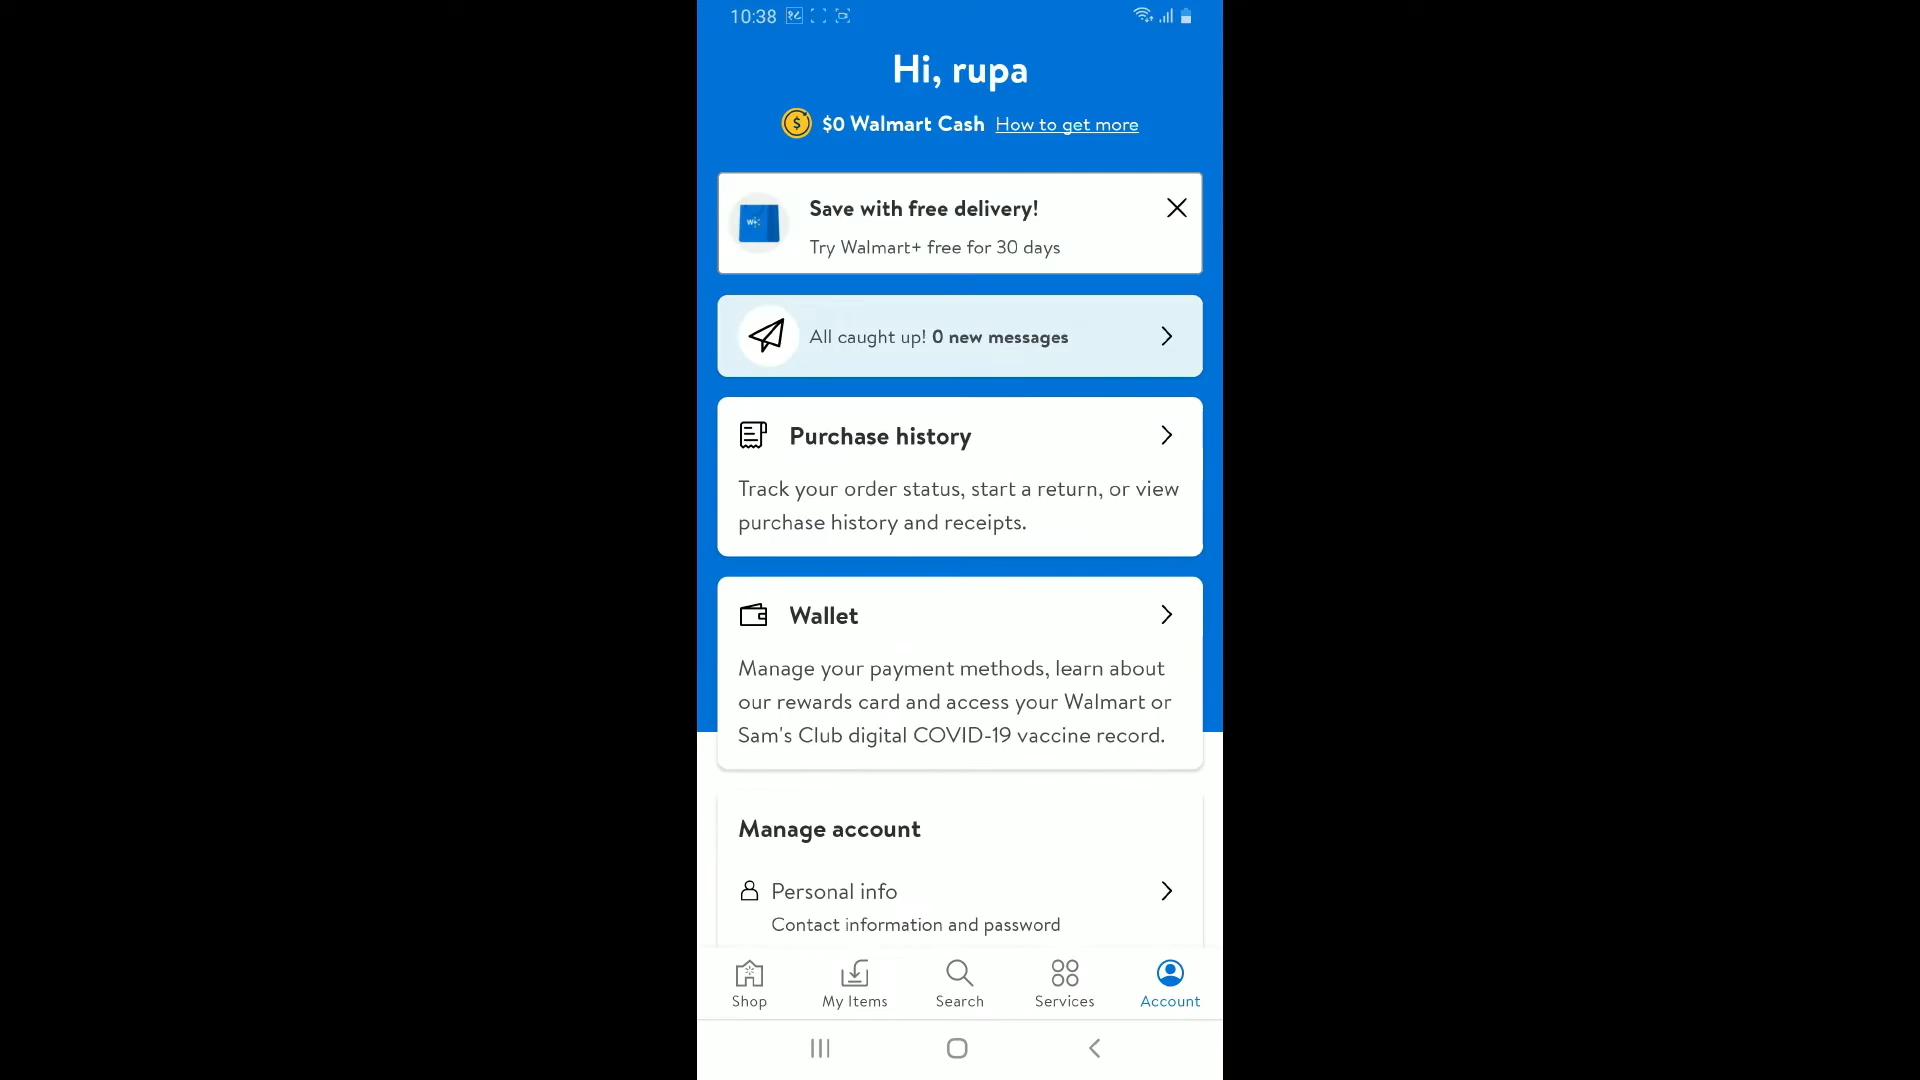 10:38
Hi, rupa
$0 Walmart Cash How to get more
Save with free delivery!
Try Walmart+ free for 30 days
All caught up! 0 new messages
Purchase history
Track your order status, start a return, or view
purchase history and receipts.
Wallet
Manage your payment methods, learn about
our rewards card and access your Walmart or
Sam's Club digital COVID-19 vaccine record.
Manage account
Personal info
Contact information and password
Shop My Items Search Services Account